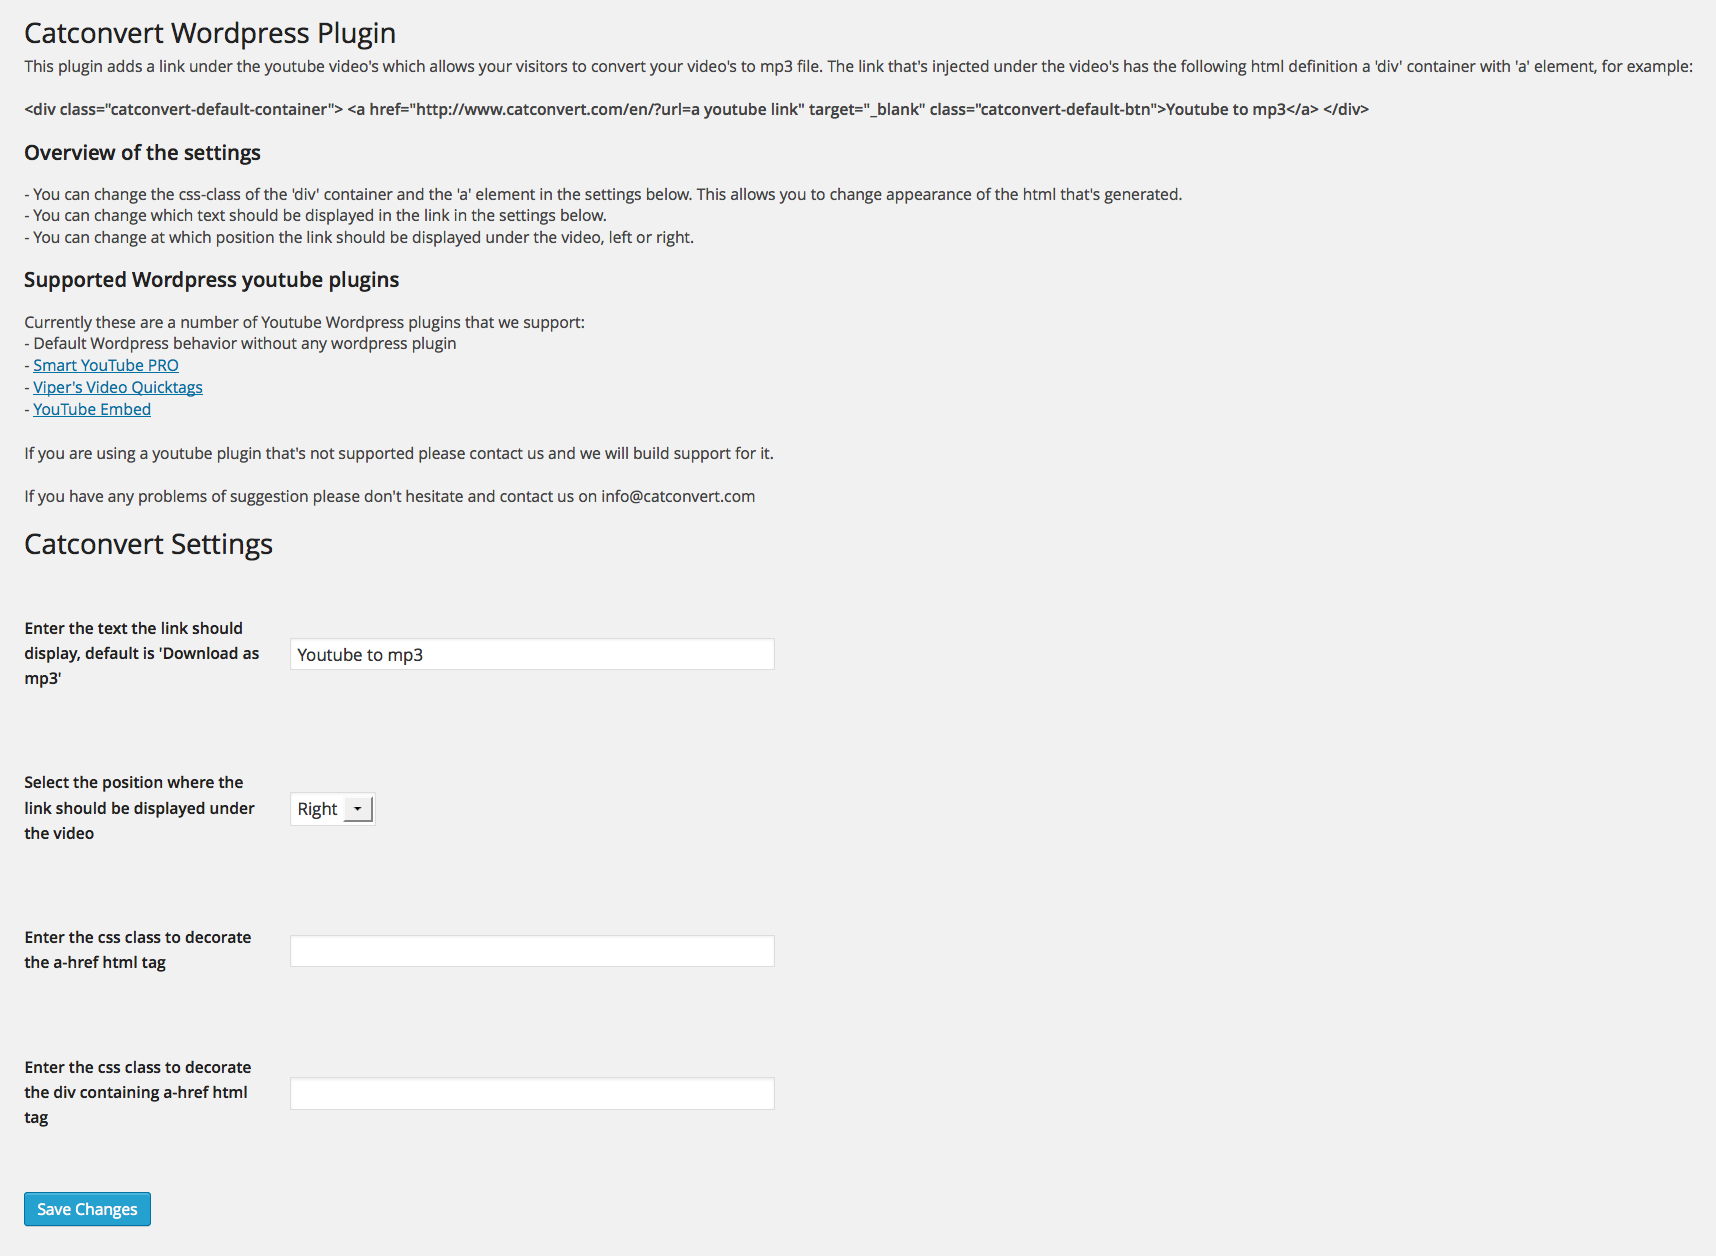 Catconvert Wordpress Plugin
This plugin adds a link under the youtube video's which allows your visitors to convert your video's to mp3 file. The link that's injected under the video's has the following html definition a 'div' container with 'a' element, for example:
<div class="catconvert-default-container"> <a href="http://www.catconvert.com/en/?url=a youtube link" target="_blank" class="catconvert-default-btn">Youtube to mp3</a> </div>
Overview of the settings
- You can change the css-class of the 'div' container and the 'a' element in the settings below. This allows you to change appearance of the html that's generated.
- You can change which text should be displayed in the link in the settings below.
- You can change at which position the link should be displayed under the video, left or right.
Supported Wordpress youtube plugins
Currently these are a number of Youtube Wordpress plugins that we support:
- Default Wordpress behavior without any wordpress plugin
- Smart YouTube PRO
- Viper's Video Quicktags
- YouTube Embed
If you are using a youtube plugin that's not supported please contact us and we will build support for it.
If you have any problems of suggestion please don't hesitate and contact us on info@catconvert.com
Catconvert Settings
Enter the text the link should
display, default is 'Download as
mp3'
Youtube to mp3
Select the position where the
link should be displayed under
the video
Right
Enter the css class to decorate
the a-href html tag
Enter the css class to decorate
the div containing a-href html
tag
Save Changes